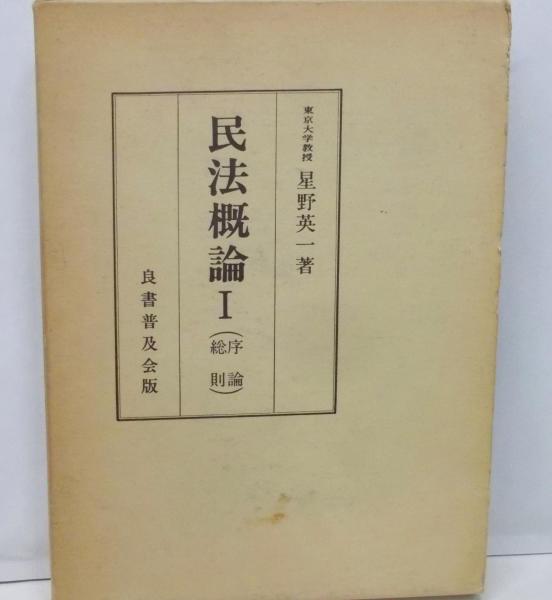 東京大学教授 星野英一著
民法概論Ⅰ(序論
総則)
良書普及会版